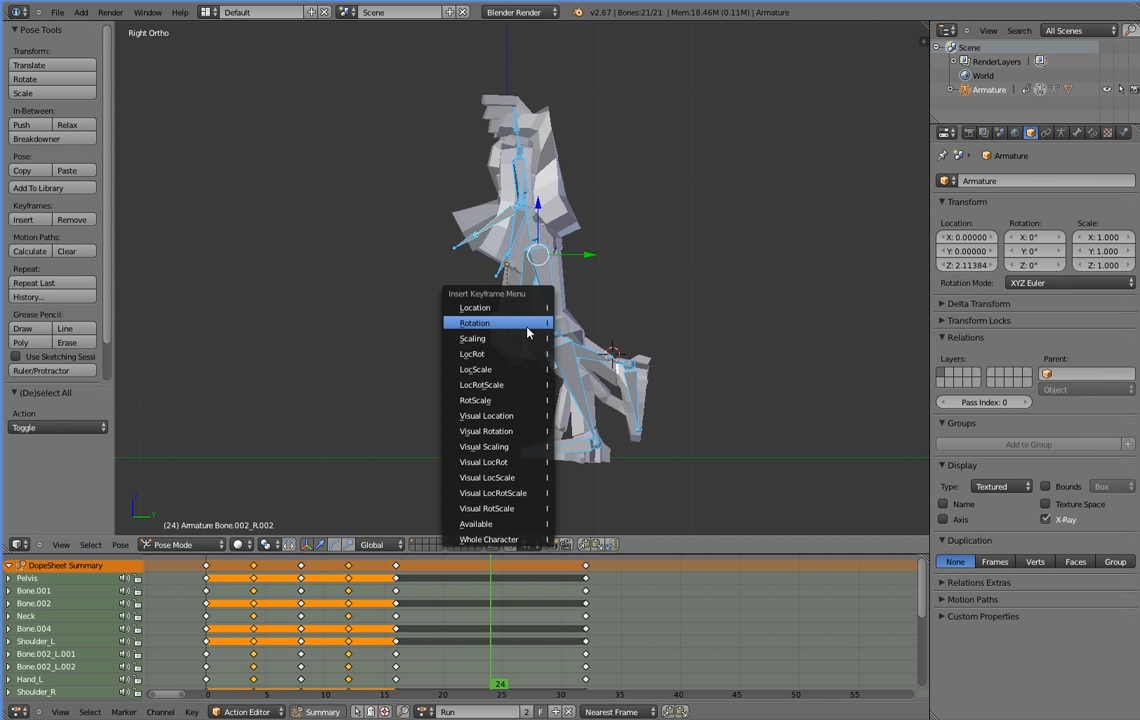 File Add Render Window Help Default Scene Blender Render v2.67 | Bones:21/21 | Mem:18.46M (0.11M) | Armature
Pose Tools
Transform:
Translate
Rotate
Scale
In-Between:
Push Relax
Breakdowner
Pose:
Copy Paste
Add To Library
Keyframes:
Insert Remove
Motion Paths:
Calculate Clear
Repeat:
Repeat Last
History...
Grease Pencil:
Draw Line
Poly Erase
Use Sketching Sessi
Ruler/Protractor
(De)select All
Action
Toggle
Right Ortho
Insert Keyframe Menu
Location I
Rotation I
Scaling I
LocRot I
LocScale I
LocRotScale I
RotScale I
Visual Location I
Visual Rotation I
Visual Scaling I
Visual LocRot I
Visual LocScale I
Visual LocRotScale I
Visual RotScale I
Available I
Whole Character I
(24) Armature Bone.002_R.002
View Select Pose Pose Mode Global
View Search All Scenes
Scene
RenderLayers
World
Armature
Armature
Armature
Transform
Location: Rotation: Scale:
X: 0.00000 X: 0° X: 1.000
Y: 0.00000 Y: 0° Y: 1.000
Z: 2.11384 Z: 0° Z: 1.000
Rotation Mode: XYZ Euler
Delta Transform
Transform Locks
Relations
Layers: Parent:
Object
Pass Index: 0
Groups
Add to Group
Display
Type: Textured Bounds Box
Name Texture Space
Axis X-Ray
Duplication
None Frames Verts Faces Group
Relations Extras
Motion Paths
Custom Properties
DopeSheet Summary
Pelvis
Bone.001
Bone.002
Neck
Bone.004
Shoulder_L
Bone.002_L.001
Bone.002_L.002
Hand_L
Shoulder_R
24
0 5 10 15 20 25 30 35 40 45 50 55
View Select Marker Channel Key Action Editor Summary Run 2 F Nearest Frame